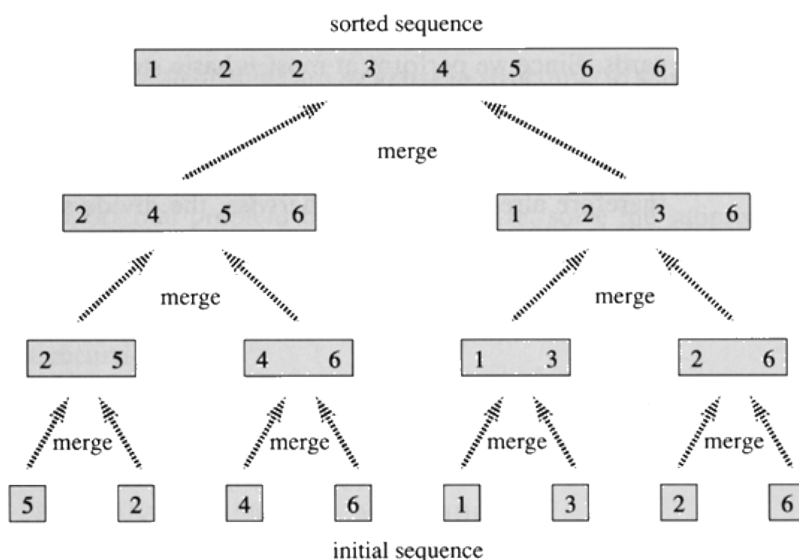 sorted sequence
1 2 2 3 4 5 6 6
merge
2 4 5 6
1 2 3 6
merge
merge
2 5
4 6
1 3
2 6
merge
merge
merge
merge
5 2 4 6 1 3 2 6
initial sequence